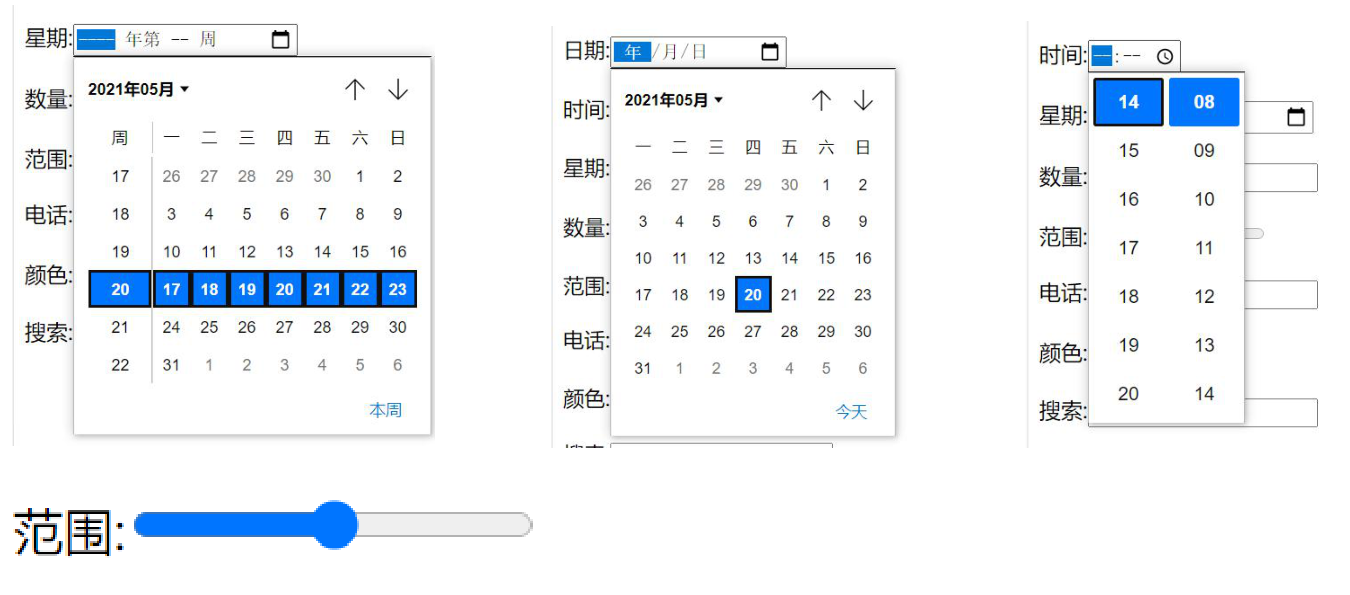 星期: ---- 年第 -- 周
2021年05月
周 一 二 三 四 五 六 日
17 26 27 28 29 30 1 2
18 3 4 5 6 7 8 9
19 10 11 12 13 14 15 16
20 17 18 19 20 21 22 23
21 24 25 26 27 28 29 30
22 31 1 2 3 4 5 6
本周
数量:
范围:
电话:
颜色:
搜索:
日期: 年/月/日
2021年05月
一 二 三 四 五 六 日
26 27 28 29 30 1 2
3 4 5 6 7 8 9
10 11 12 13 14 15 16
17 18 19 20 21 22 23
24 25 26 27 28 29 30
31 1 2 3 4 5 6
今天
时间:
星期:
数量:
范围:
电话:
颜色:
时间: --:--
14 08
15 09
16 10
17 11
18 12
19 13
20 14
星期:
数量:
范围:
电话:
颜色:
搜索:
范围: